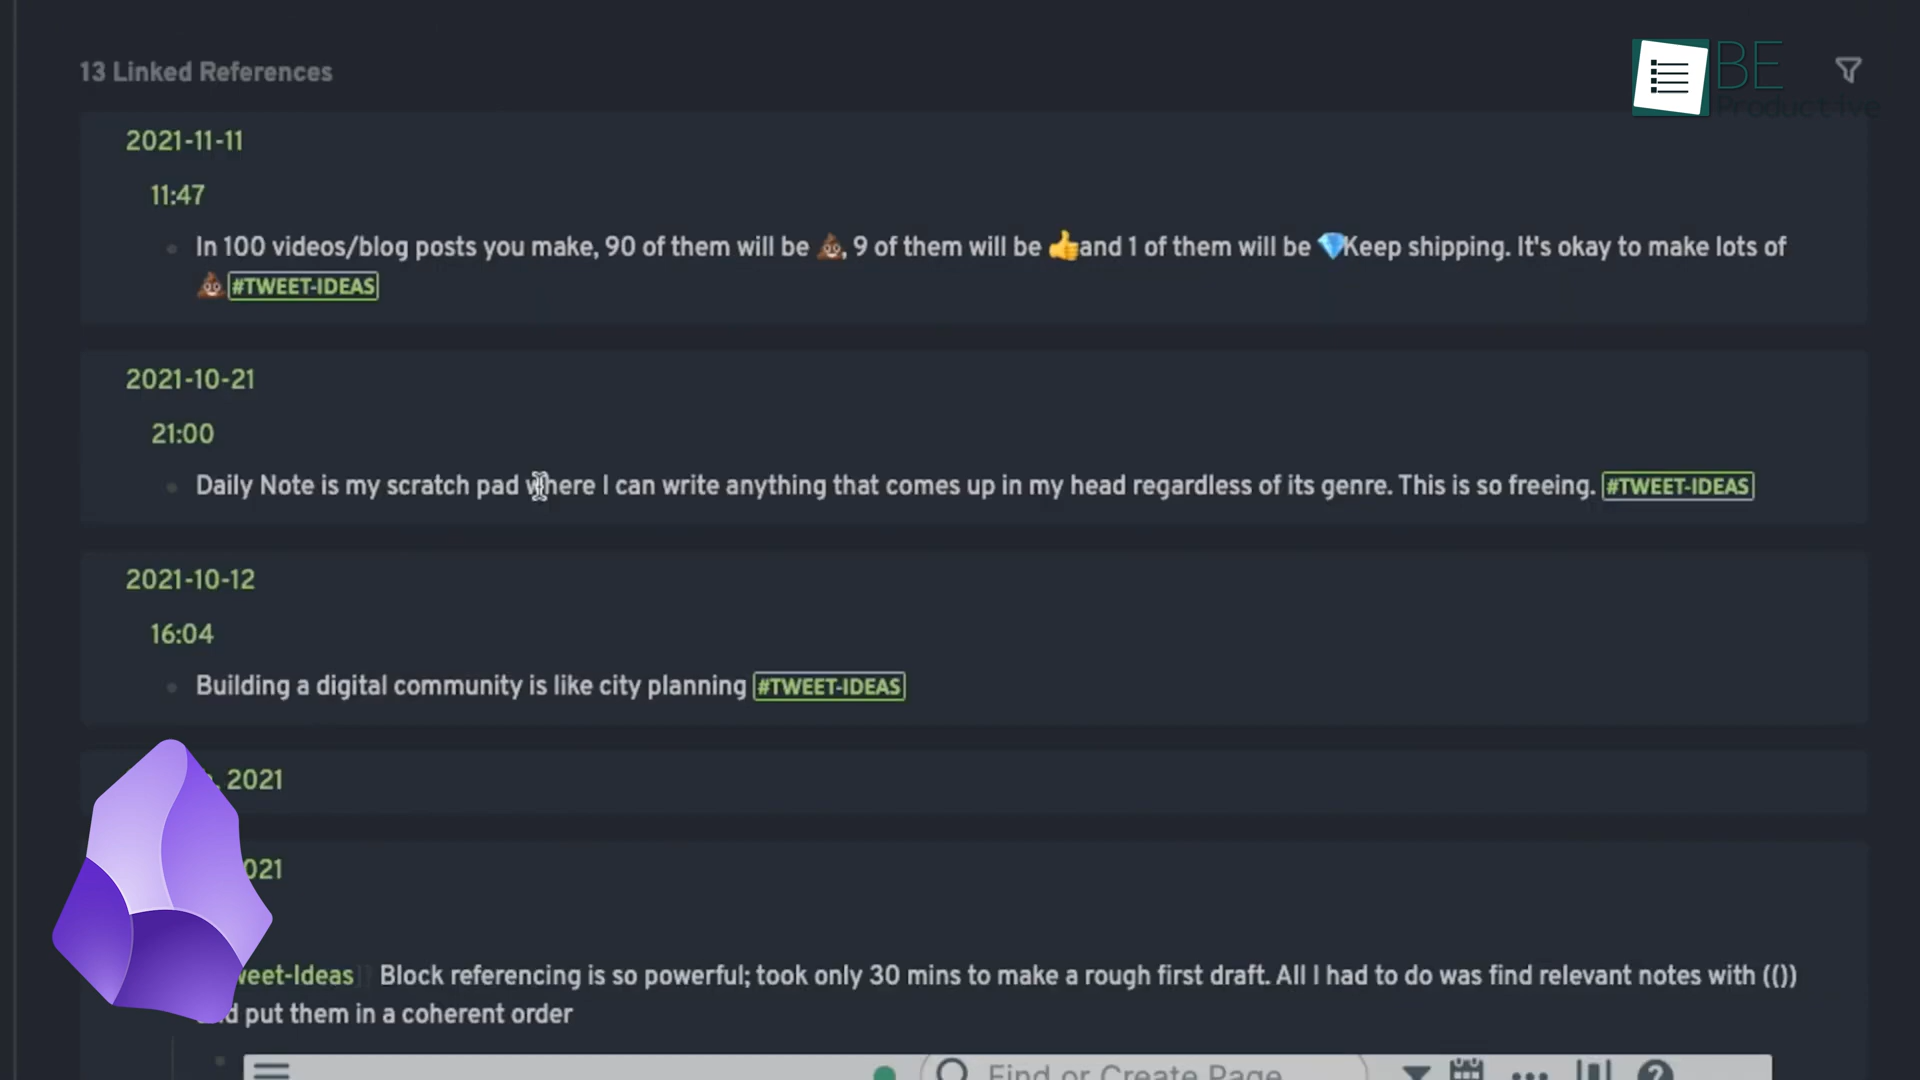 13 Linked References
BE
Productive
2021-11-11
11:47
In 100 videos/blog posts you make, 90 of them will be 💩, 9 of them will be 👍and 1 of them will be 💎Keep shipping. It's okay to make lots of
💩 #TWEET-IDEAS
2021-10-21
21:00
Daily Note is my scratch pad where I can write anything that comes up in my head regardless of its genre. This is so freeing. #TWEET-IDEAS
2021-10-12
16:04
Building a digital community is like city planning #TWEET-IDEAS
, 2021
021
weet-Ideas]] Block referencing is so powerful; took only 30 mins to make a rough first draft. All I had to do was find relevant notes with (())
put them in a coherent order
Find or Create Page